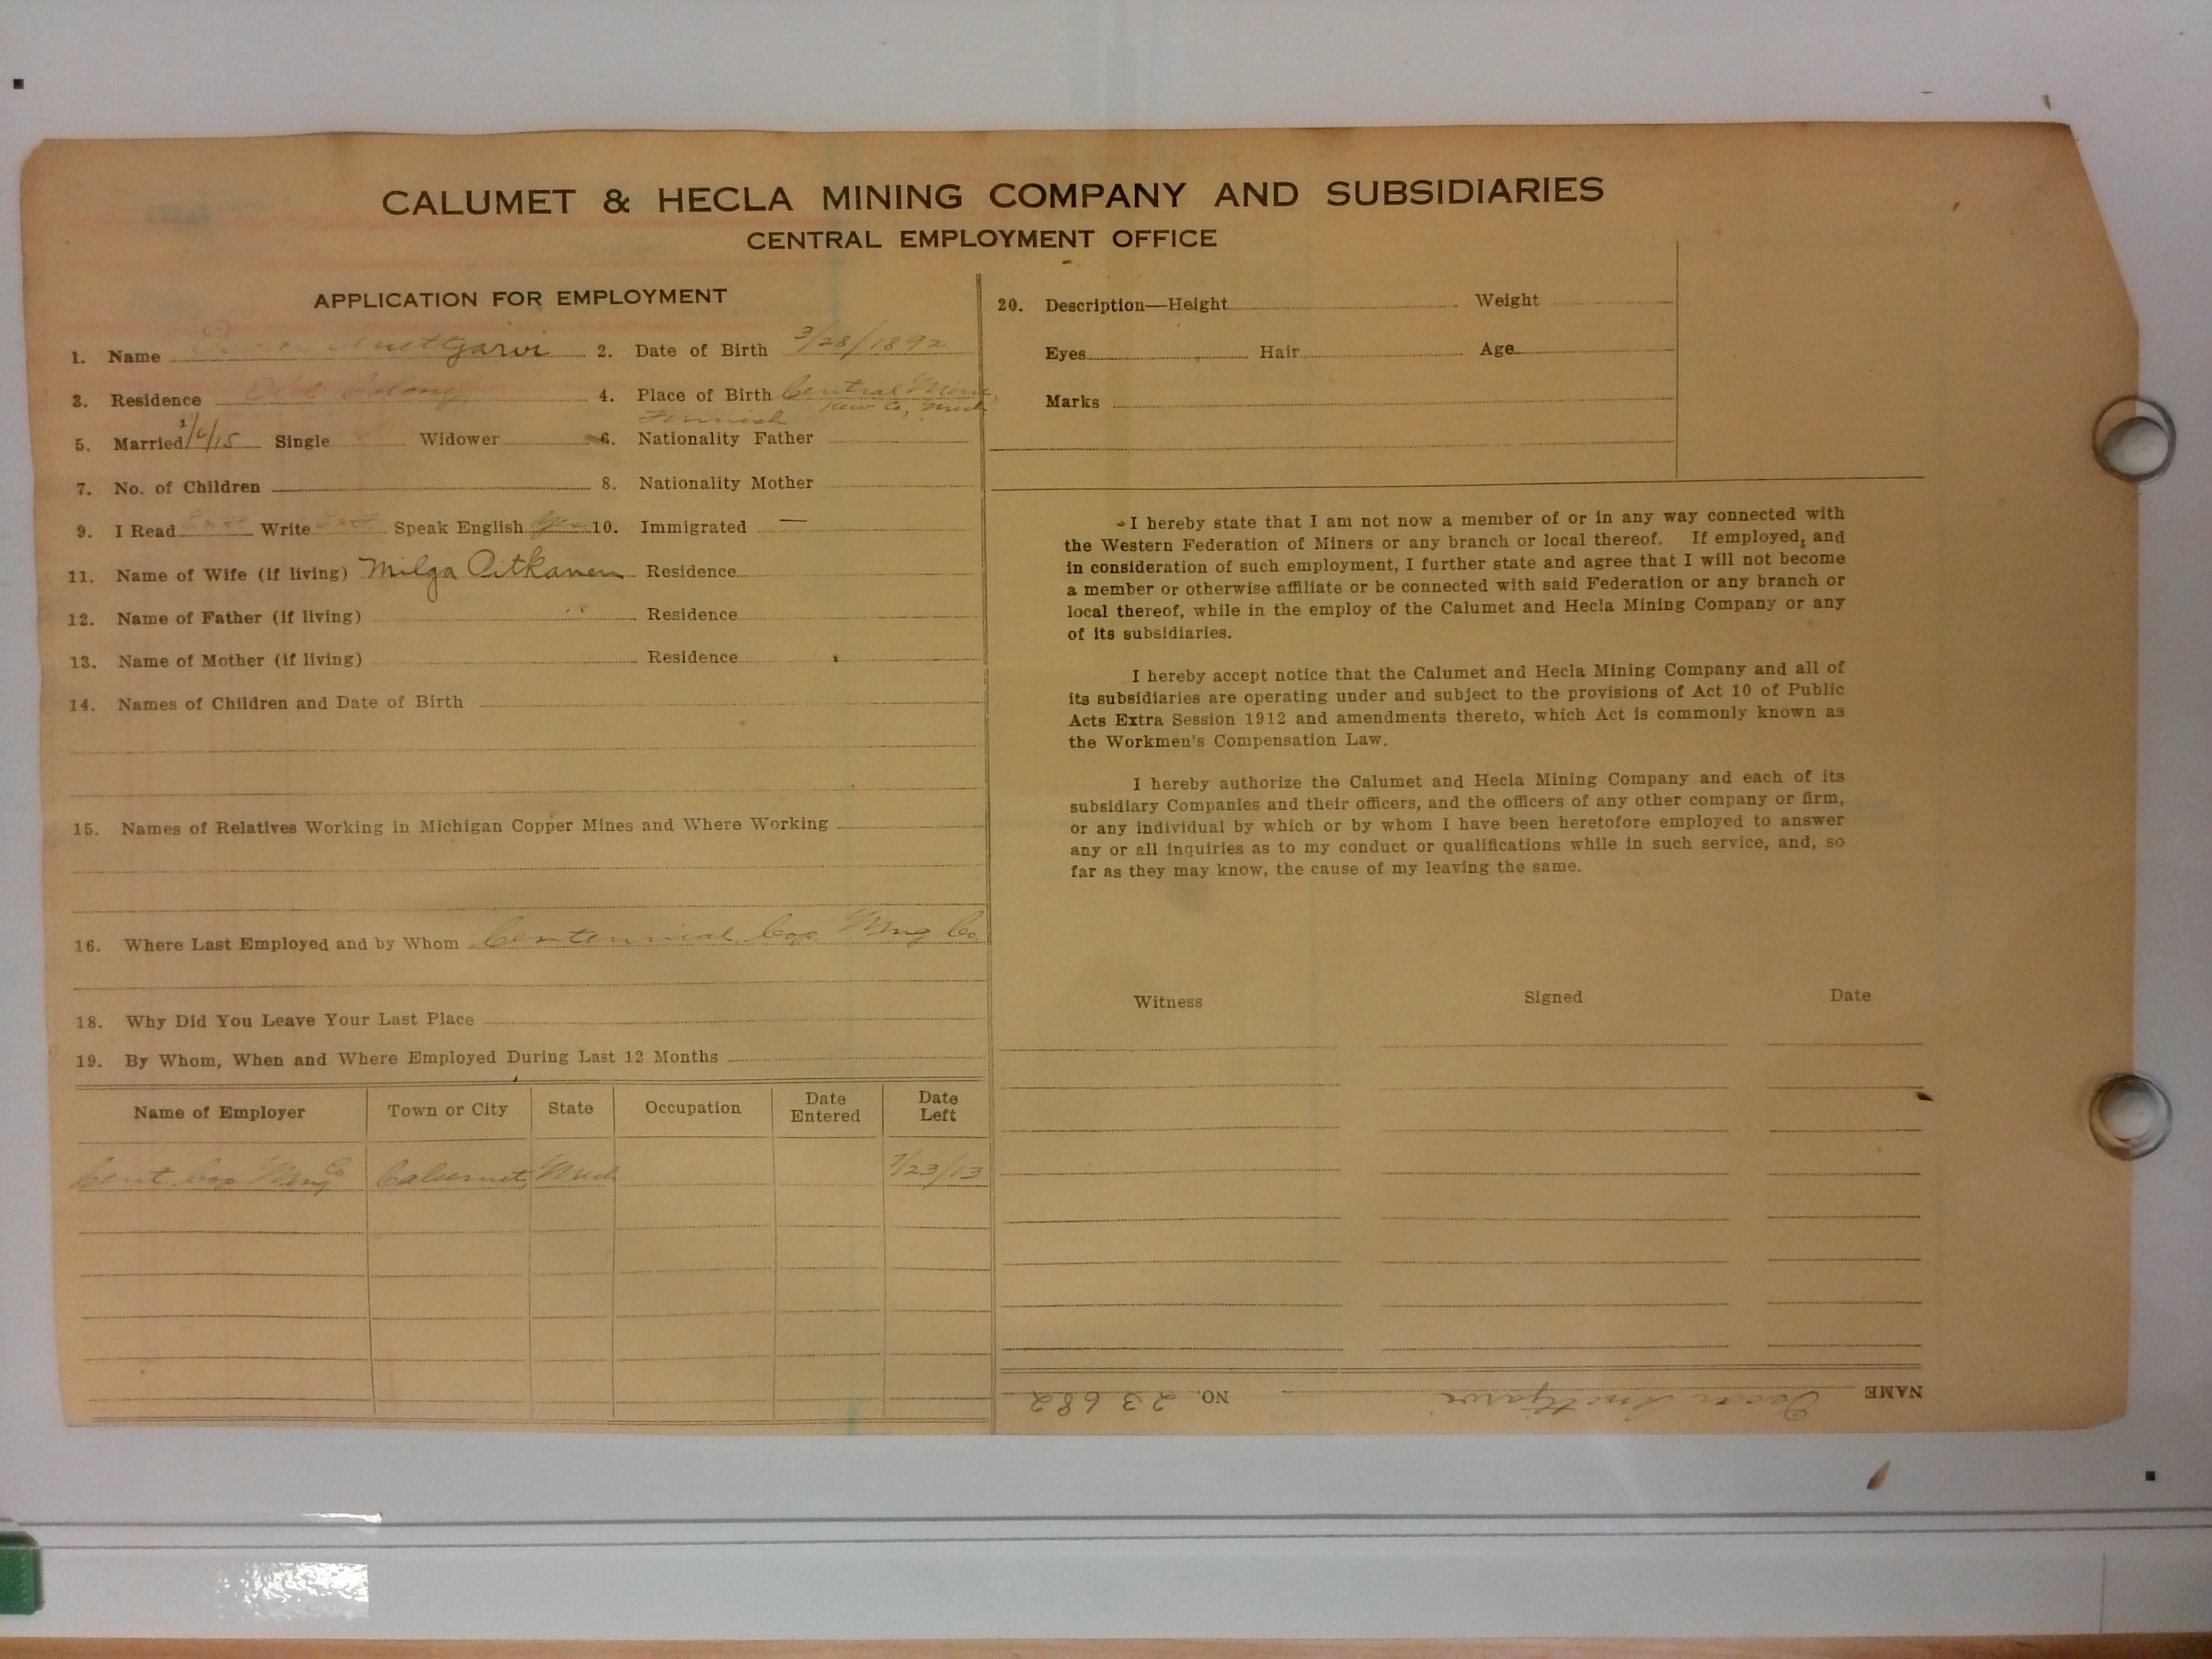 CALUMET & HECLA MINING COMPANY AND SUBSIDIARIES
CENTRAL EMPLOYMENT OFFICE
APPLICATION FOR EMPLOYMENT
1. Name
2. Date of Birth 3/28/1892
3. Residence Old Colony
4. Place of Birth Central Mine,
Kew Co, Mich
Finnish
5. Married 2/6/15 Single Widower
6. Nationality Father
7. No. of Children
8. Nationality Mother
9. I Read Write Speak English Yes
10. Immigrated —
11. Name of Wife (if living) Milga Pitkanen Residence
12. Name of Father (if living) Residence
13. Name of Mother (if living) Residence
14. Names of Children and Date of Birth
15. Names of Relatives Working in Michigan Copper Mines and Where Working
16. Where Last Employed and by Whom Centennial Cop. Mng Co.
18. Why Did You Leave Your Last Place
19. By Whom, When and Where Employed During Last 12 Months
Name of Employer Town or City State Occupation Date Entered Date Left
Cent. Cop Mng Co Calumet, Mich 7/23/13
20. Description—Height Weight
Eyes Hair Age
Marks
I hereby state that I am not now a member of or in any way connected with
the Western Federation of Miners or any branch or local thereof. If employed, and
in consideration of such employment, I further state and agree that I will not become
a member or otherwise affiliate or be connected with said Federation or any branch or
local thereof, while in the employ of the Calumet and Hecla Mining Company or any
of its subsidiaries.
I hereby accept notice that the Calumet and Hecla Mining Company and all of
its subsidiaries are operating under and subject to the provisions of Act 10 of Public
Acts Extra Session 1912 and amendments thereto, which Act is commonly known as
the Workmen's Compensation Law.
I hereby authorize the Calumet and Hecla Mining Company and each of its
subsidiary Companies and their officers, and the officers of any other company or firm,
or any individual by which or by whom I have been heretofore employed to answer
any or all inquiries as to my conduct or qualifications while in such service, and, so
far as they may know, the cause of my leaving the same.
Witness Signed Date
NAME Oscar NO. 23682